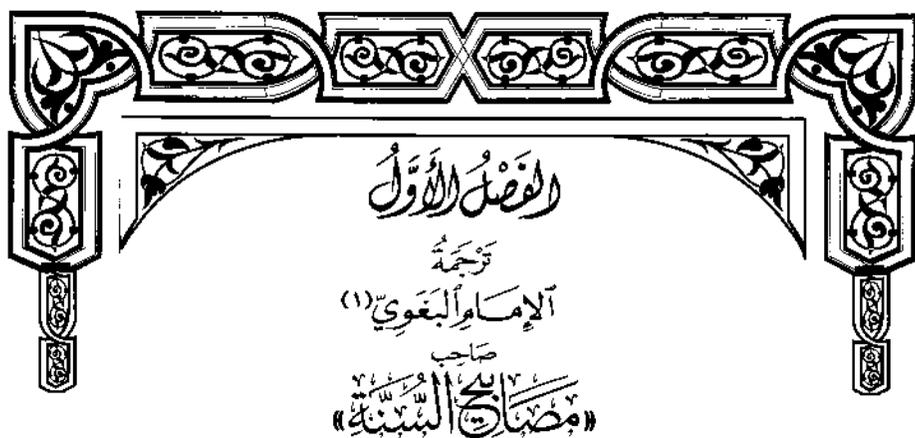 الفَصْلُ الأَوَّلُ
تَرْجَمَةُ
الإِمَامِ البَغَوِيّ(١)
صَاحِب
«مَصَابِيحِ السُّنَّةِ»